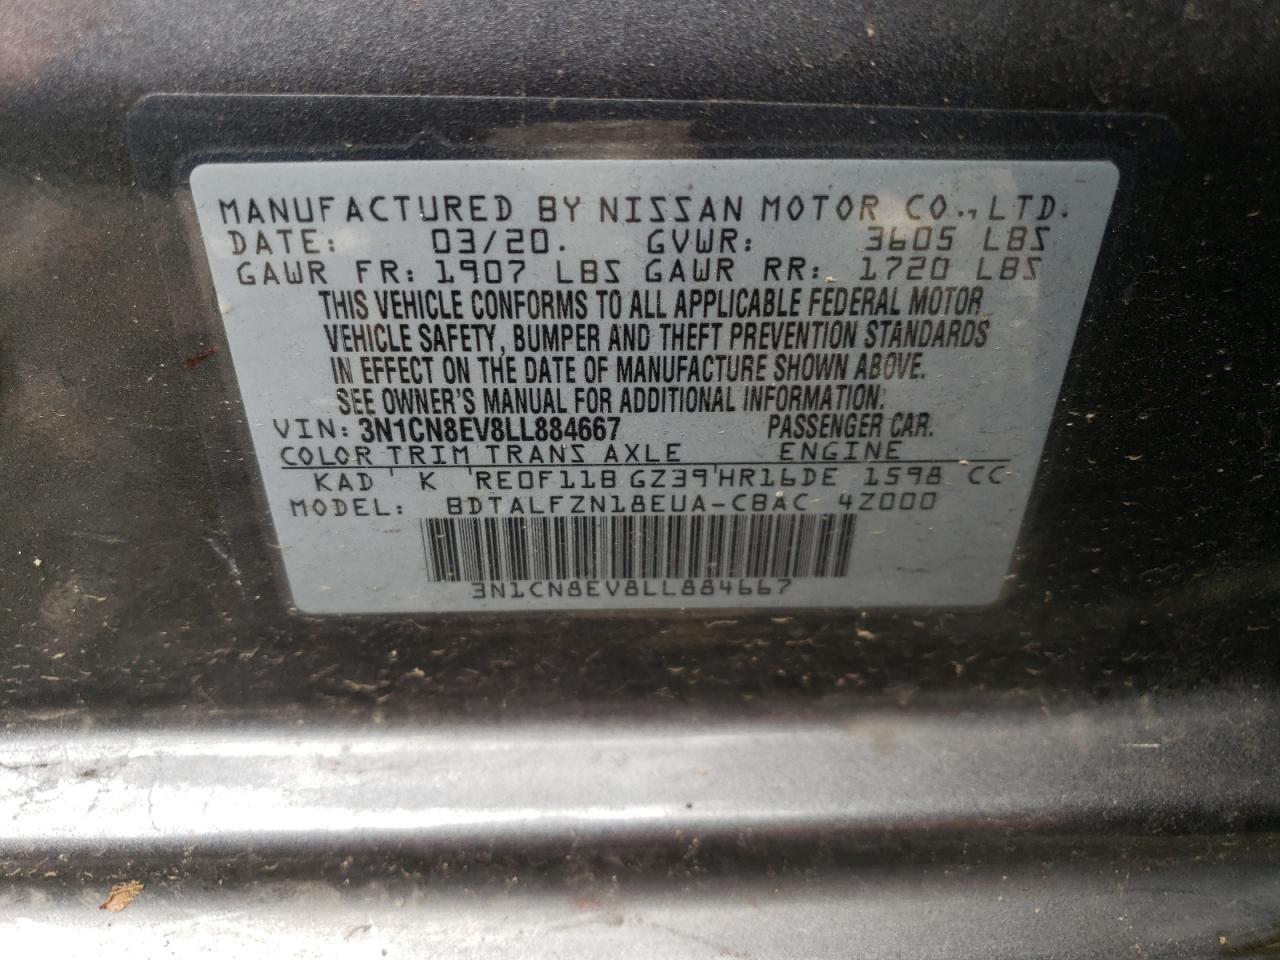 MANUFACTURED BY NISSAN MOTOR CO., LTD.
DATE: 03/20. GVWR: 3605 LBS
GAWR FR: 1907 LBS GAWR RR: 1720 LBS
THIS VEHICLE CONFORMS TO ALL APPLICABLE FEDERAL MOTOR
VEHICLE SAFETY, BUMPER AND THEFT PREVENTION STANDARDS
IN EFFECT ON THE DATE OF MANUFACTURE SHOWN ABOVE.
SEE OWNER'S MANUAL FOR ADDITIONAL INFORMATION.
VIN: 3N1CN8EV8LL884667 PASSENGER CAR.
COLOR TRIM TRANS AXLE ENGINE
KAD ' K ' RE0F11B GZ39 ' HR16DE 1598 CC
MODEL: BDTALFZN18EUA-CBAC 4Z000
3N1CN8EV8LL884667